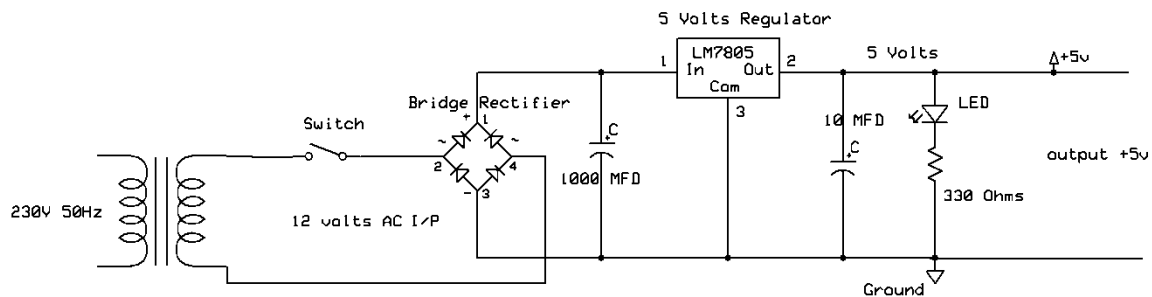 5 Volts Regulator
LM7805
1 In Out 2
Com
3
5 Volts
+5v
Bridge Rectifier
+ 1
~ ~
2 4
- 3
Switch
C
+
1000 MFD
10 MFD
+
C
LED
330 Ohms
output +5v
230V 50Hz
12 volts AC I/P
Ground